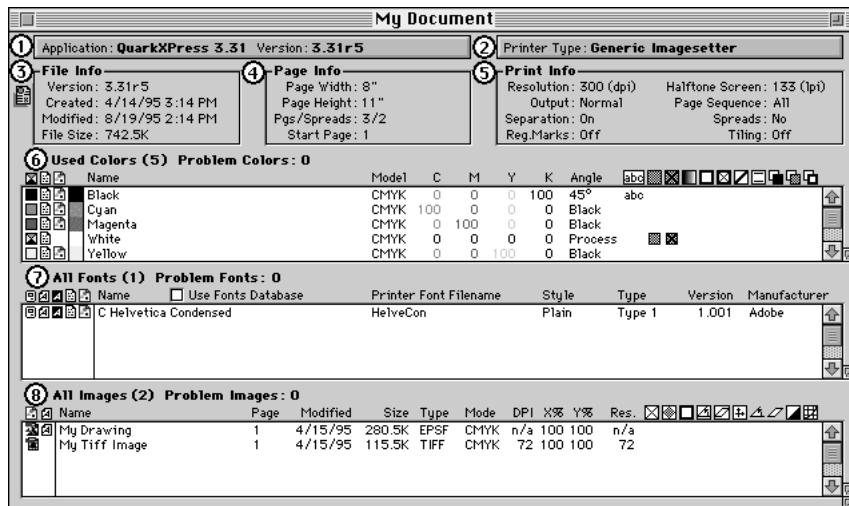 My Document
1 Application: QuarkXPress 3.31 Version: 3.31r5
2 Printer Type: Generic Imagesetter
3 File Info
Version: 3.31r5
Created: 4/14/95 3:14 PM
Modified: 8/19/95 2:14 PM
File Size: 742.5K
4 Page Info
Page Width: 8"
Page Height: 11"
Pgs/Spreads: 3/2
Start Page: 1
5 Print Info
Resolution: 300 (dpi) Halftone Screen: 133 (lpi)
Output: Normal Page Sequence: All
Separation: On Spreads: No
Reg.Marks: Off Tiling: Off
6 Used Colors (5) Problem Colors: 0
Name Model C M Y K Angle abc
Black CMYK 0 0 0 100 45° abc
Cyan CMYK 100 0 0 0 Black
Magenta CMYK 0 100 0 0 Black
White CMYK 0 0 0 0 Process
Yellow CMYK 0 0 100 0 Black
7 All Fonts (1) Problem Fonts: 0
Name Use Fonts Database Printer Font Filename Style Type Version Manufacturer
C Helvetica Condensed HelveCon Plain Type 1 1.001 Adobe
8 All Images (2) Problem Images: 0
Name Page Modified Size Type Mode DPI X% Y% Res.
My Drawing 1 4/15/95 280.5K EPSF CMYK n/a 100 100 n/a
My Tiff Image 1 4/15/95 115.5K TIFF CMYK 72 100 100 72